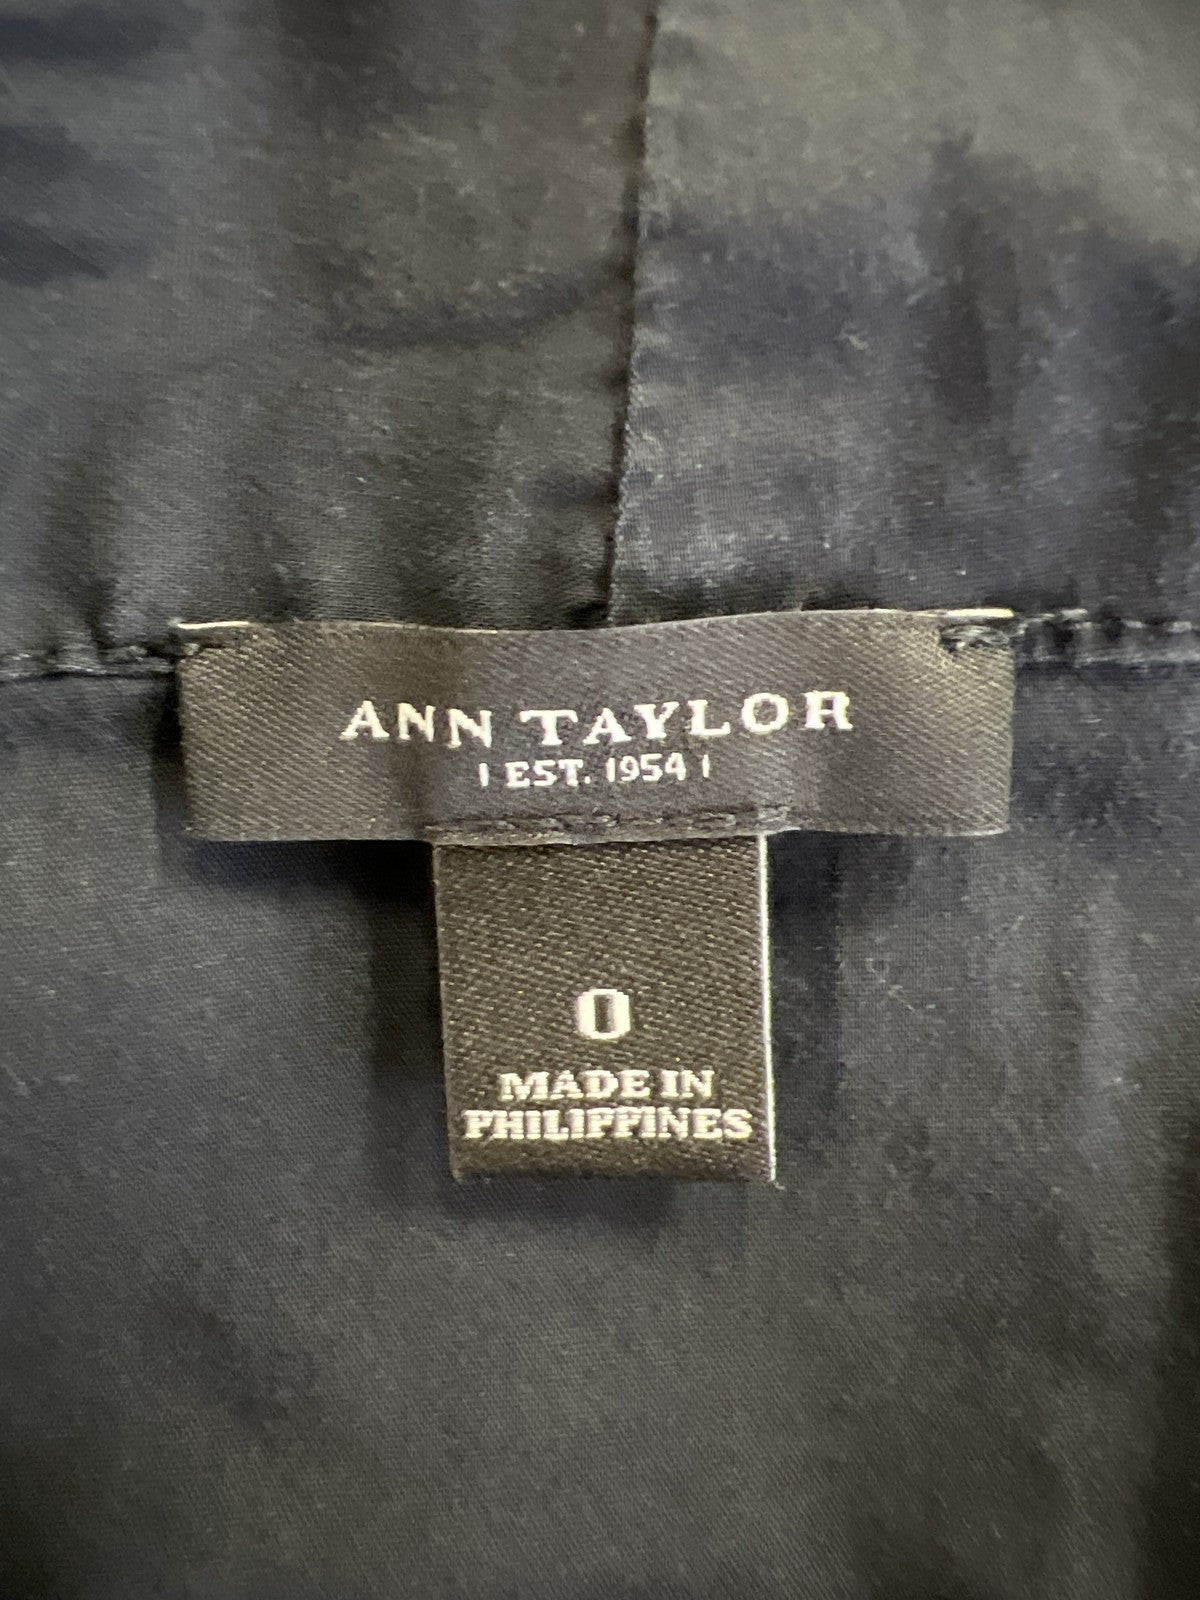 ANN TAYLOR
| EST. 1954 |
0
MADE IN
PHILIPPINES